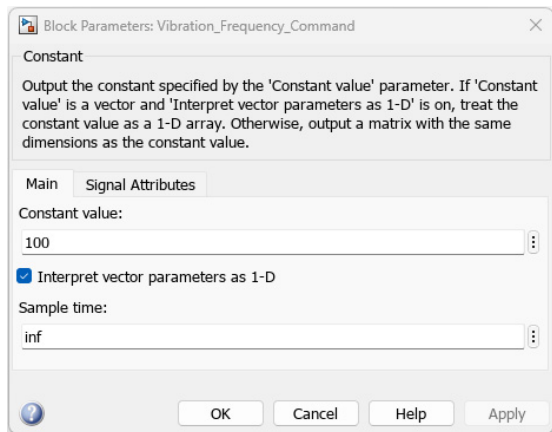 Block Parameters: Vibration_Frequency_Command
Constant
Output the constant specified by the 'Constant value' parameter. If 'Constant
value' is a vector and 'Interpret vector parameters as 1-D' is on, treat the
constant value as a 1-D array. Otherwise, output a matrix with the same
dimensions as the constant value.
Main Signal Attributes
Constant value:
100
Interpret vector parameters as 1-D
Sample time:
inf
? OK Cancel Help Apply